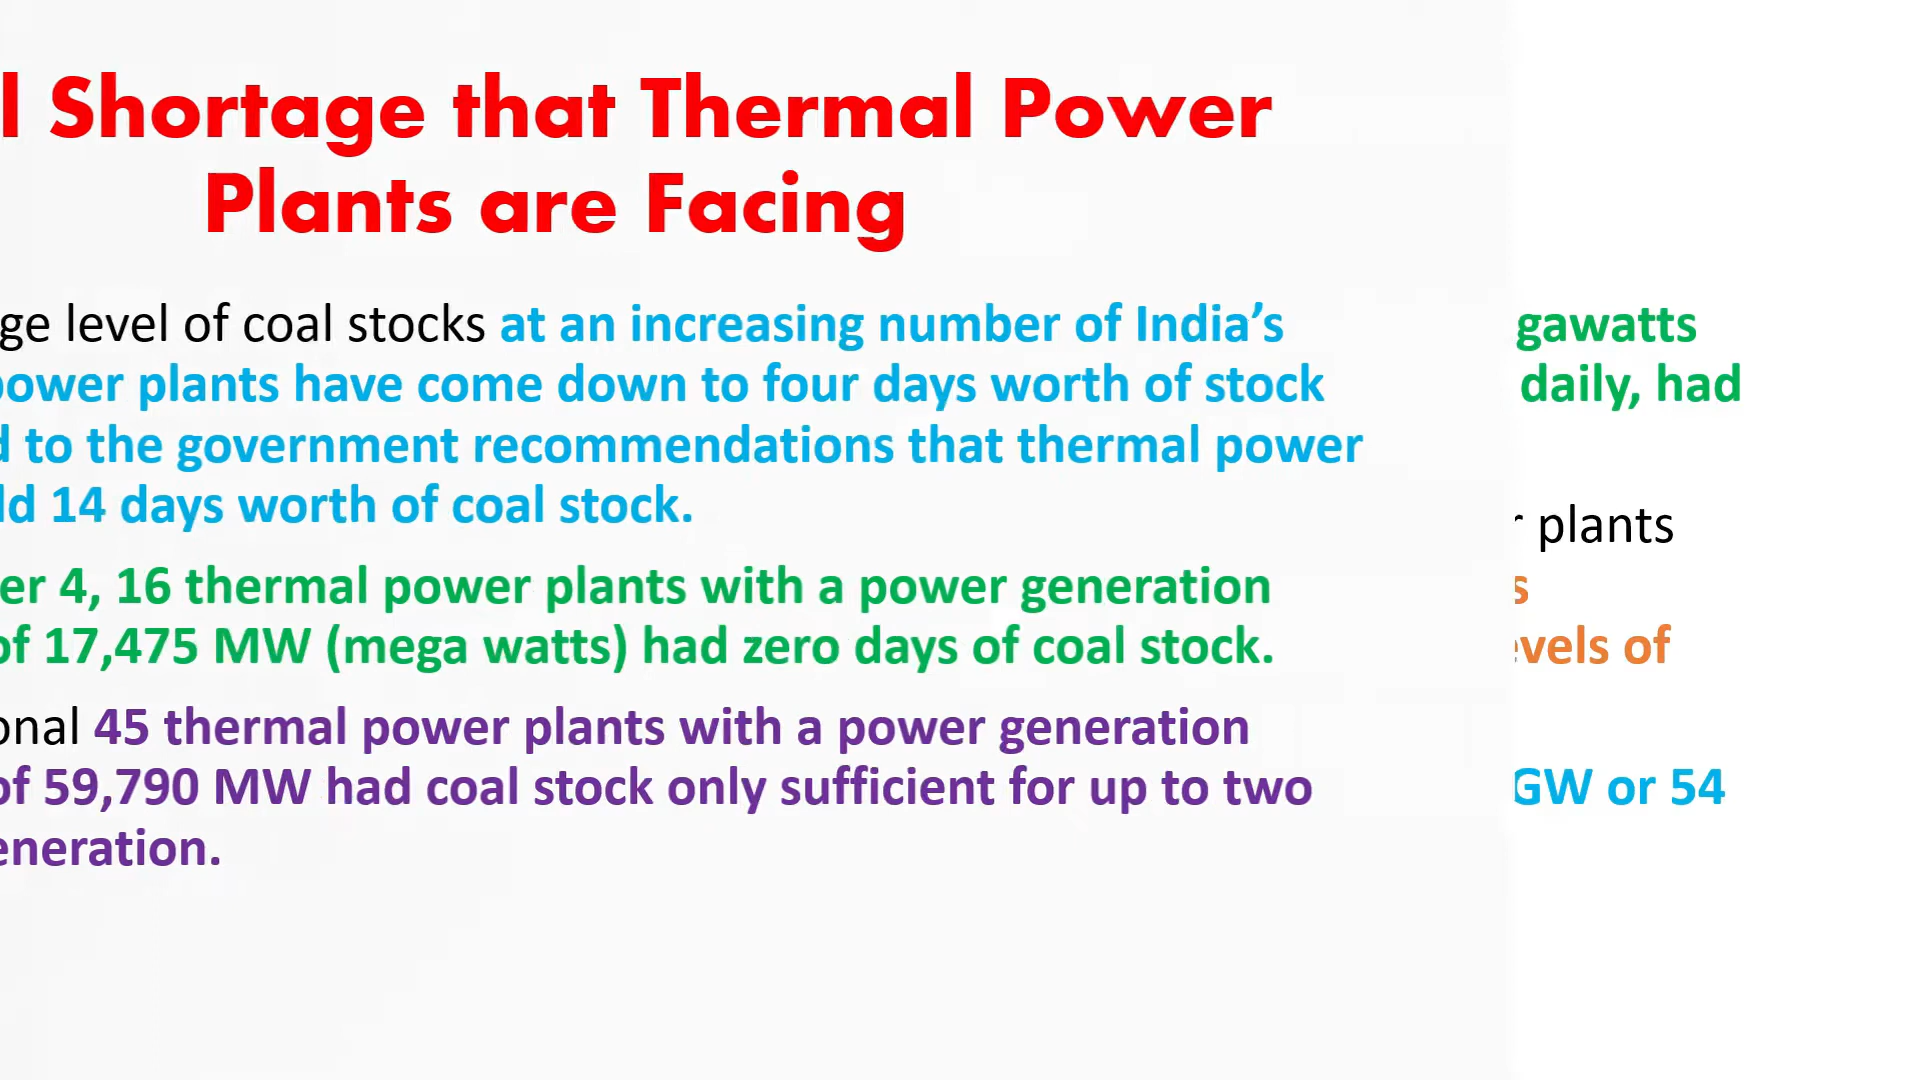 l Shortage that Thermal Power
Plants are Facing
ge level of coal stocks at an increasing number of India’s
power plants have come down to four days worth of stock
d to the government recommendations that thermal power
ld 14 days worth of coal stock.
er 4, 16 thermal power plants with a power generation
of 17,475 MW (mega watts) had zero days of coal stock.
onal 45 thermal power plants with a power generation
of 59,790 MW had coal stock only sufficient for up to two
eneration.
gawatts
daily, had
r plants
s
evels of
GW or 54